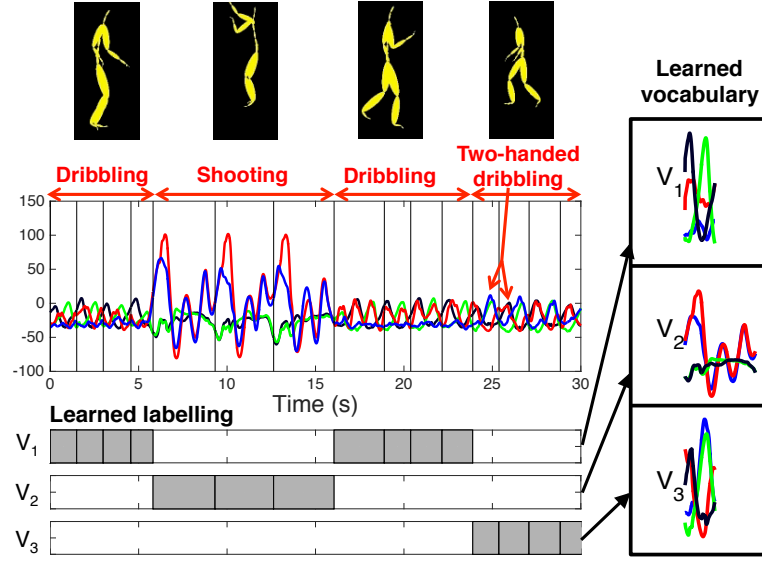 Learned
vocabulary
Dribbling
Shooting
Dribbling
Two-handed
dribbling
150
100
50
0
-50
-100
0
5
10
15
20
25
30
Time (s)
Learned labelling
V1
V2
V3
V1
V2
V3